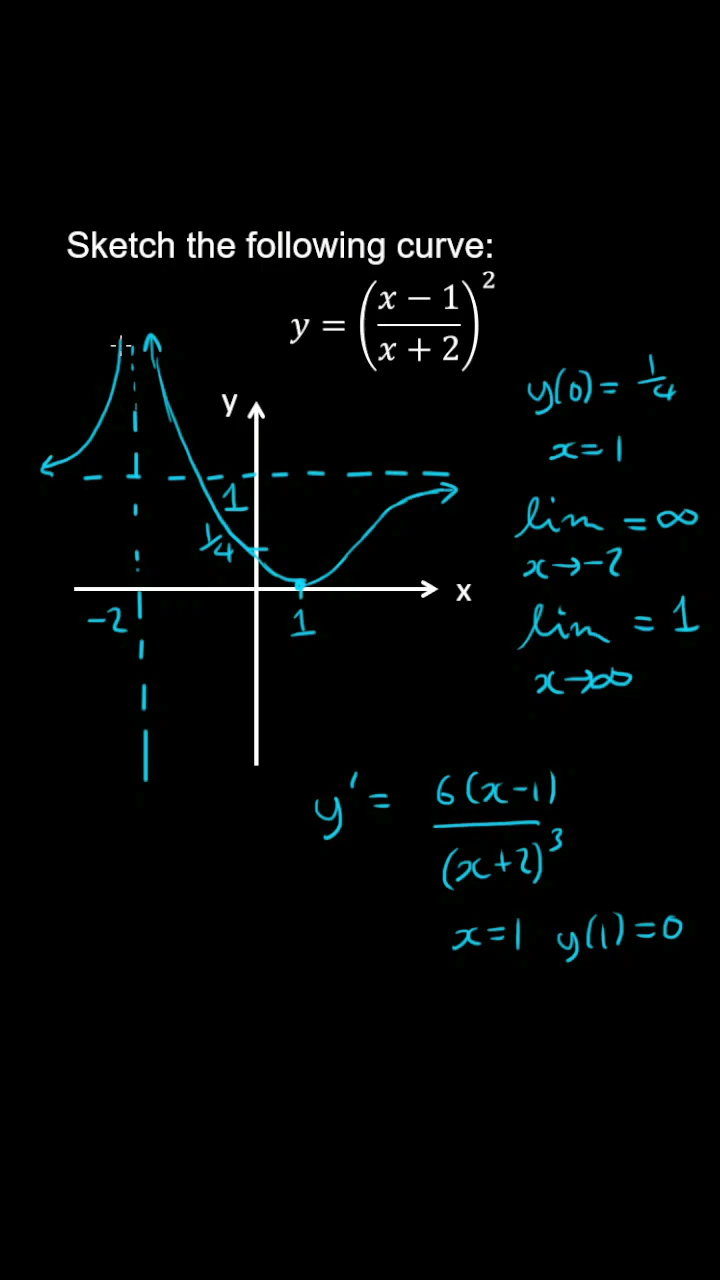 Sketch the following curve:
y = ((x − 1)/(x + 2))²
y(0) = 1/4
x = 1
lim = ∞
x→-2
lim = 1
x→∞
y
1
1/4
x
-2
1
y' = 6(x-1)/(x+2)³
x=1 y(1)=0